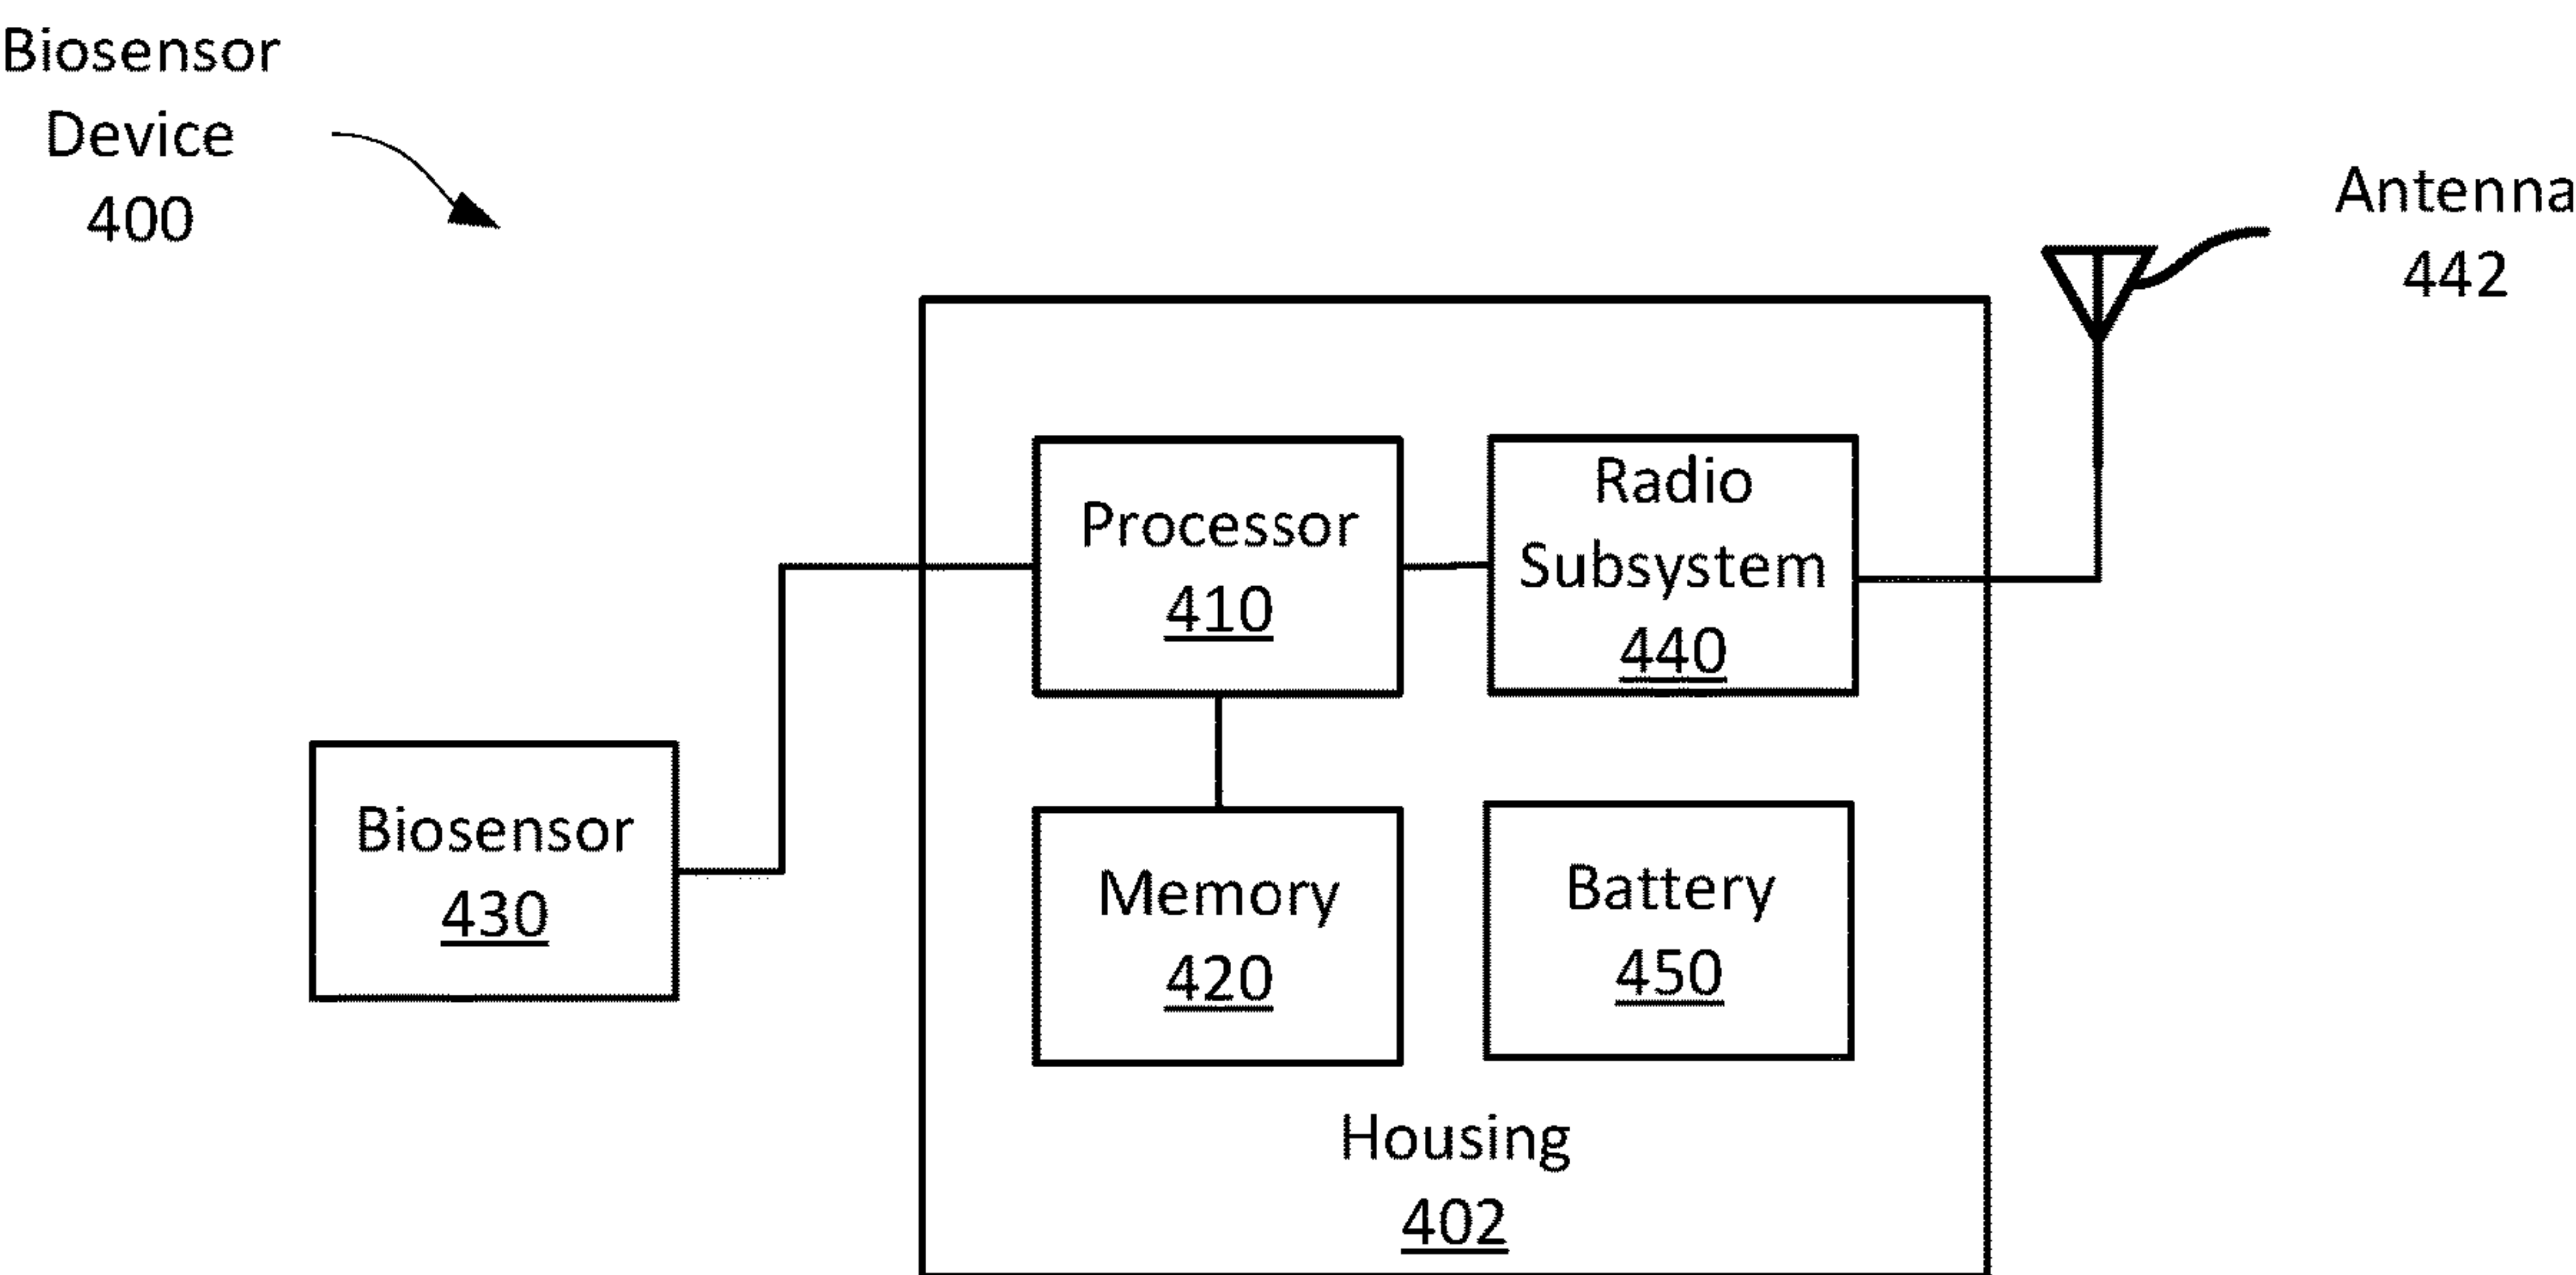 Biosensor
Device
400
Antenna
442
Processor
410
Radio
Subsystem
440
Biosensor
430
Memory
420
Battery
450
Housing
402